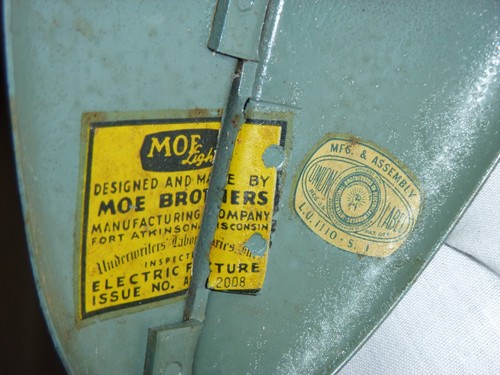 MOE
Light
DESIGNED AND MADE BY
MOE BROTHERS
MANUFACTURING COMPANY
FORT ATKINSON, WISCONSIN
Underwriters' Laboratories, Inc.
INSPECTED
ELECTRIC FIXTURE
ISSUE NO. A 2008
MFG. & ASSEMBLY
UNION LABEL
L.U. 1110 - S. 1